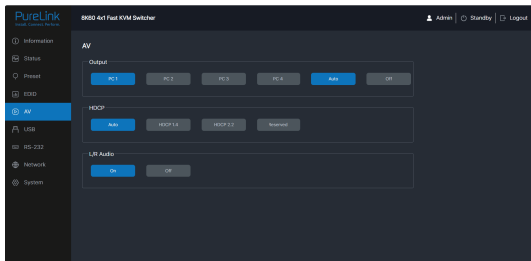 PureLink
8K60 4x1 Fast KVM Switcher
Admin
Standby
Logout
Information
Status
Preset
EDID
AV
USB
RS-232
Network
System
AV
Output
PC 1
PC 2
PC 3
PC 4
Auto
Off
HDCP
Auto
HDCP 1.4
HDCP 2.2
Reserved
L/R Audio
On
Off